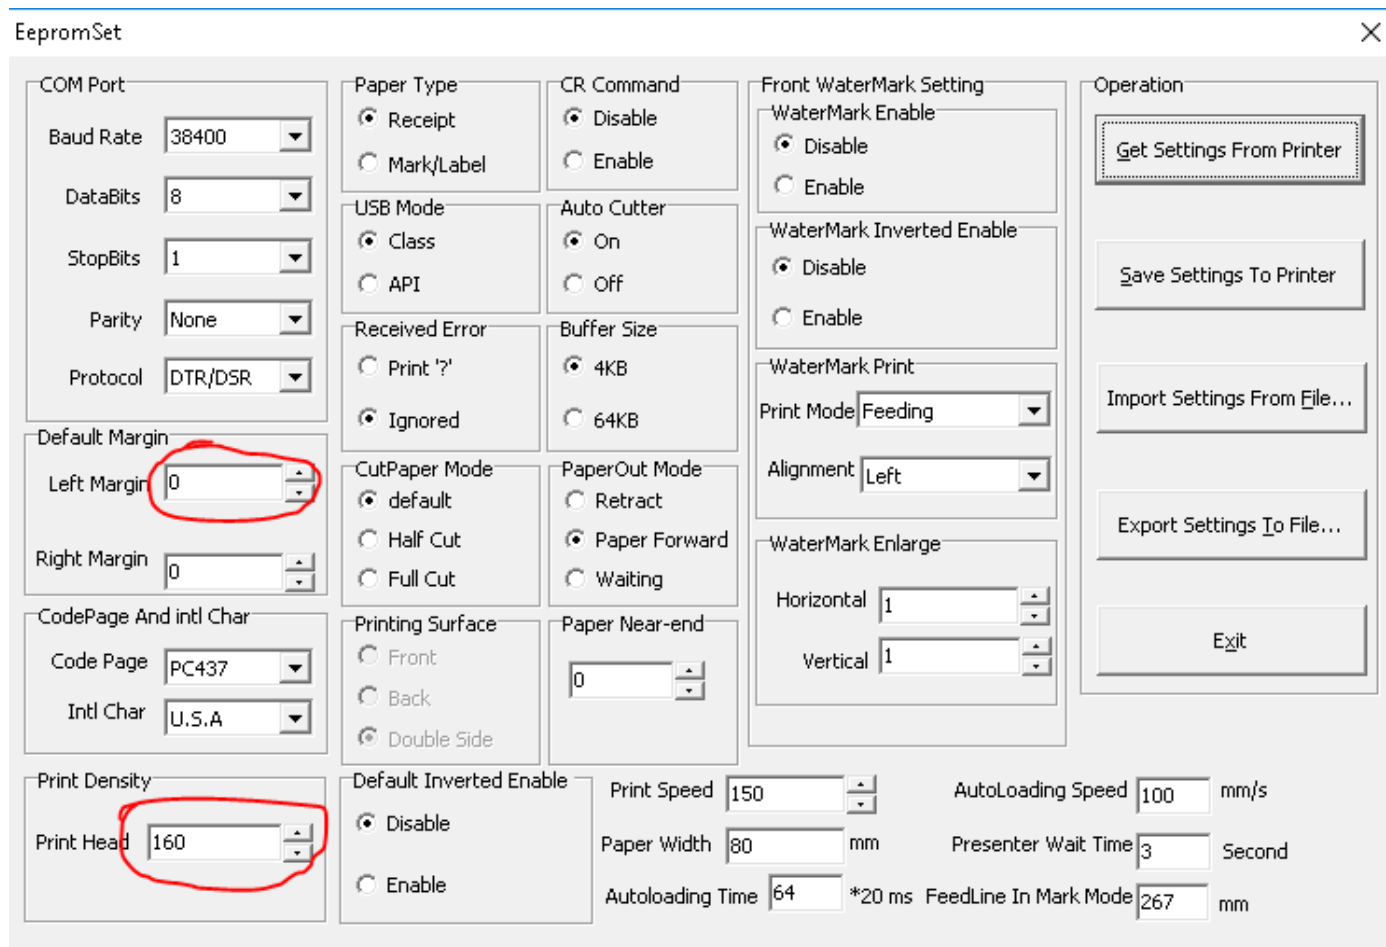 EepromSet
COM Port
Baud Rate 38400
DataBits 8
StopBits 1
Parity None
Protocol DTR/DSR
Default Margin
Left Margin 0
Right Margin 0
CodePage And intl Char
Code Page PC437
Intl Char U.S.A
Print Density
Print Head 160
Paper Type
Receipt
Mark/Label
USB Mode
Class
API
Received Error
Print '?'
Ignored
CutPaper Mode
default
Half Cut
Full Cut
Printing Surface
Front
Back
Double Side
Default Inverted Enable
Disable
Enable
CR Command
Disable
Enable
Auto Cutter
On
Off
Buffer Size
4KB
64KB
PaperOut Mode
Retract
Paper Forward
Waiting
Paper Near-end
0
Front WaterMark Setting
WaterMark Enable
Disable
Enable
WaterMark Inverted Enable
Disable
Enable
WaterMark Print
Print Mode Feeding
Alignment Left
WaterMark Enlarge
Horizontal 1
Vertical 1
Print Speed 150
Paper Width 80 mm
Autoloading Time 64 *20 ms
AutoLoading Speed 100 mm/s
Presenter Wait Time 3 Second
FeedLine In Mark Mode 267 mm
Operation
Get Settings From Printer
Save Settings To Printer
Import Settings From File...
Export Settings To File...
Exit